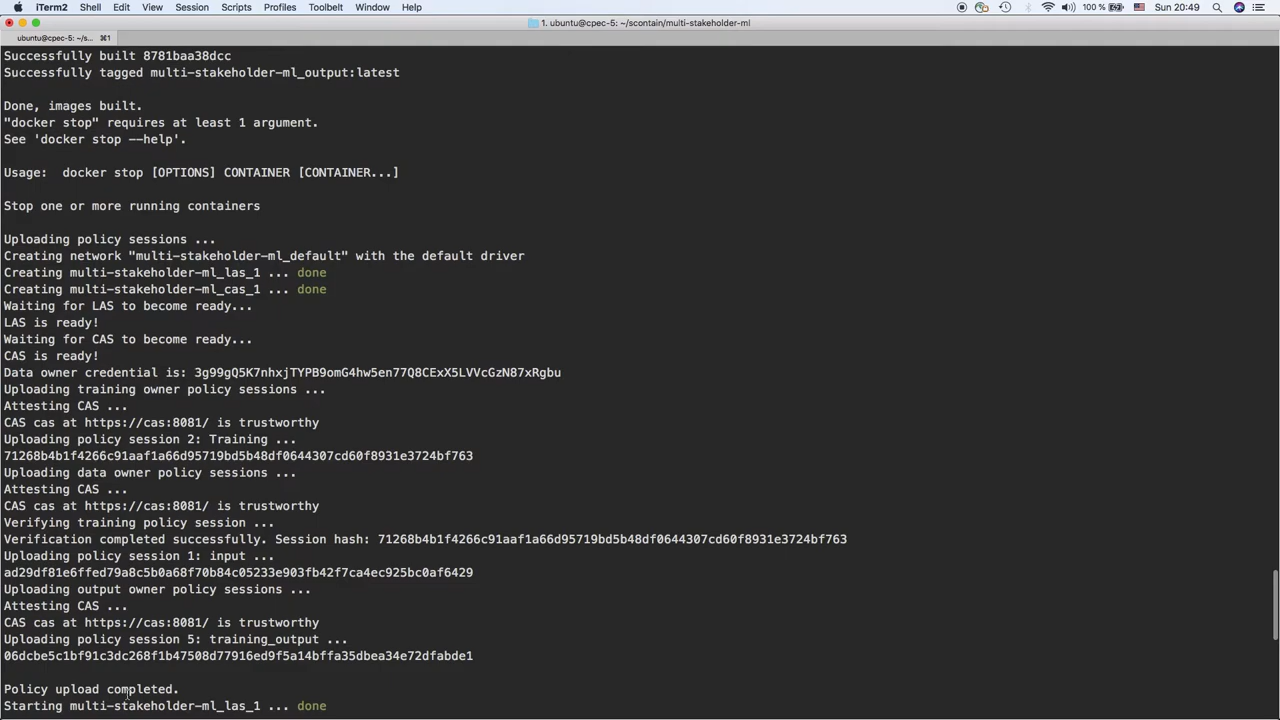 iTerm2 Shell Edit View Session Scripts Profiles Toolbelt Window Help 100 % Sun 20:49
1. ubuntu@cpec-5: ~/scontain/multi-stakeholder-ml
ubuntu@cpec-5: ~/s... ⌘1
Successfully built 8781baa38dcc
Successfully tagged multi-stakeholder-ml_output:latest
Done, images built.
"docker stop" requires at least 1 argument.
See 'docker stop --help'.
Usage:  docker stop [OPTIONS] CONTAINER [CONTAINER...]
Stop one or more running containers
Uploading policy sessions ...
Creating network "multi-stakeholder-ml_default" with the default driver
Creating multi-stakeholder-ml_las_1 ... done
Creating multi-stakeholder-ml_cas_1 ... done
Waiting for LAS to become ready...
LAS is ready!
Waiting for CAS to become ready...
CAS is ready!
Data owner credential is: 3g99gQ5K7nhxjTYPB9omG4hw5en77Q8CExX5LVVcGzN87xRgbu
Uploading training owner policy sessions ...
Attesting CAS ...
CAS cas at https://cas:8081/ is trustworthy
Uploading policy session 2: Training ...
71268b4b1f4266c91aaf1a66d95719bd5b48df0644307cd60f8931e3724bf763
Uploading data owner policy sessions ...
Attesting CAS ...
CAS cas at https://cas:8081/ is trustworthy
Verifying training policy session ...
Verification completed successfully. Session hash: 71268b4b1f4266c91aaf1a66d95719bd5b48df0644307cd60f8931e3724bf763
Uploading policy session 1: input ...
ad29df81e6ffed79a8c5b0a68f70b84c05233e903fb42f7ca4ec925bc0af6429
Uploading output owner policy sessions ...
Attesting CAS ...
CAS cas at https://cas:8081/ is trustworthy
Uploading policy session 5: training_output ...
06dcbe5c1bf91c3dc268f1b47508d77916ed9f5a14bffa35dbea34e72dfabde1
Policy upload completed.
Starting multi-stakeholder-ml_las_1 ... done